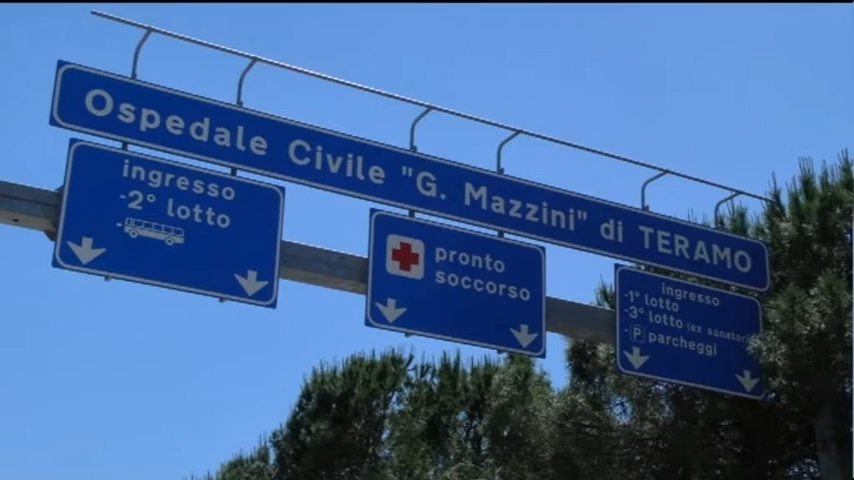 Ospedale Civile "G. Mazzini" di TERAMO
ingresso
-2° lotto
-
pronto
soccorso
ingresso
-1° lotto
-3° lotto (ex sanatorio
-P parcheggi